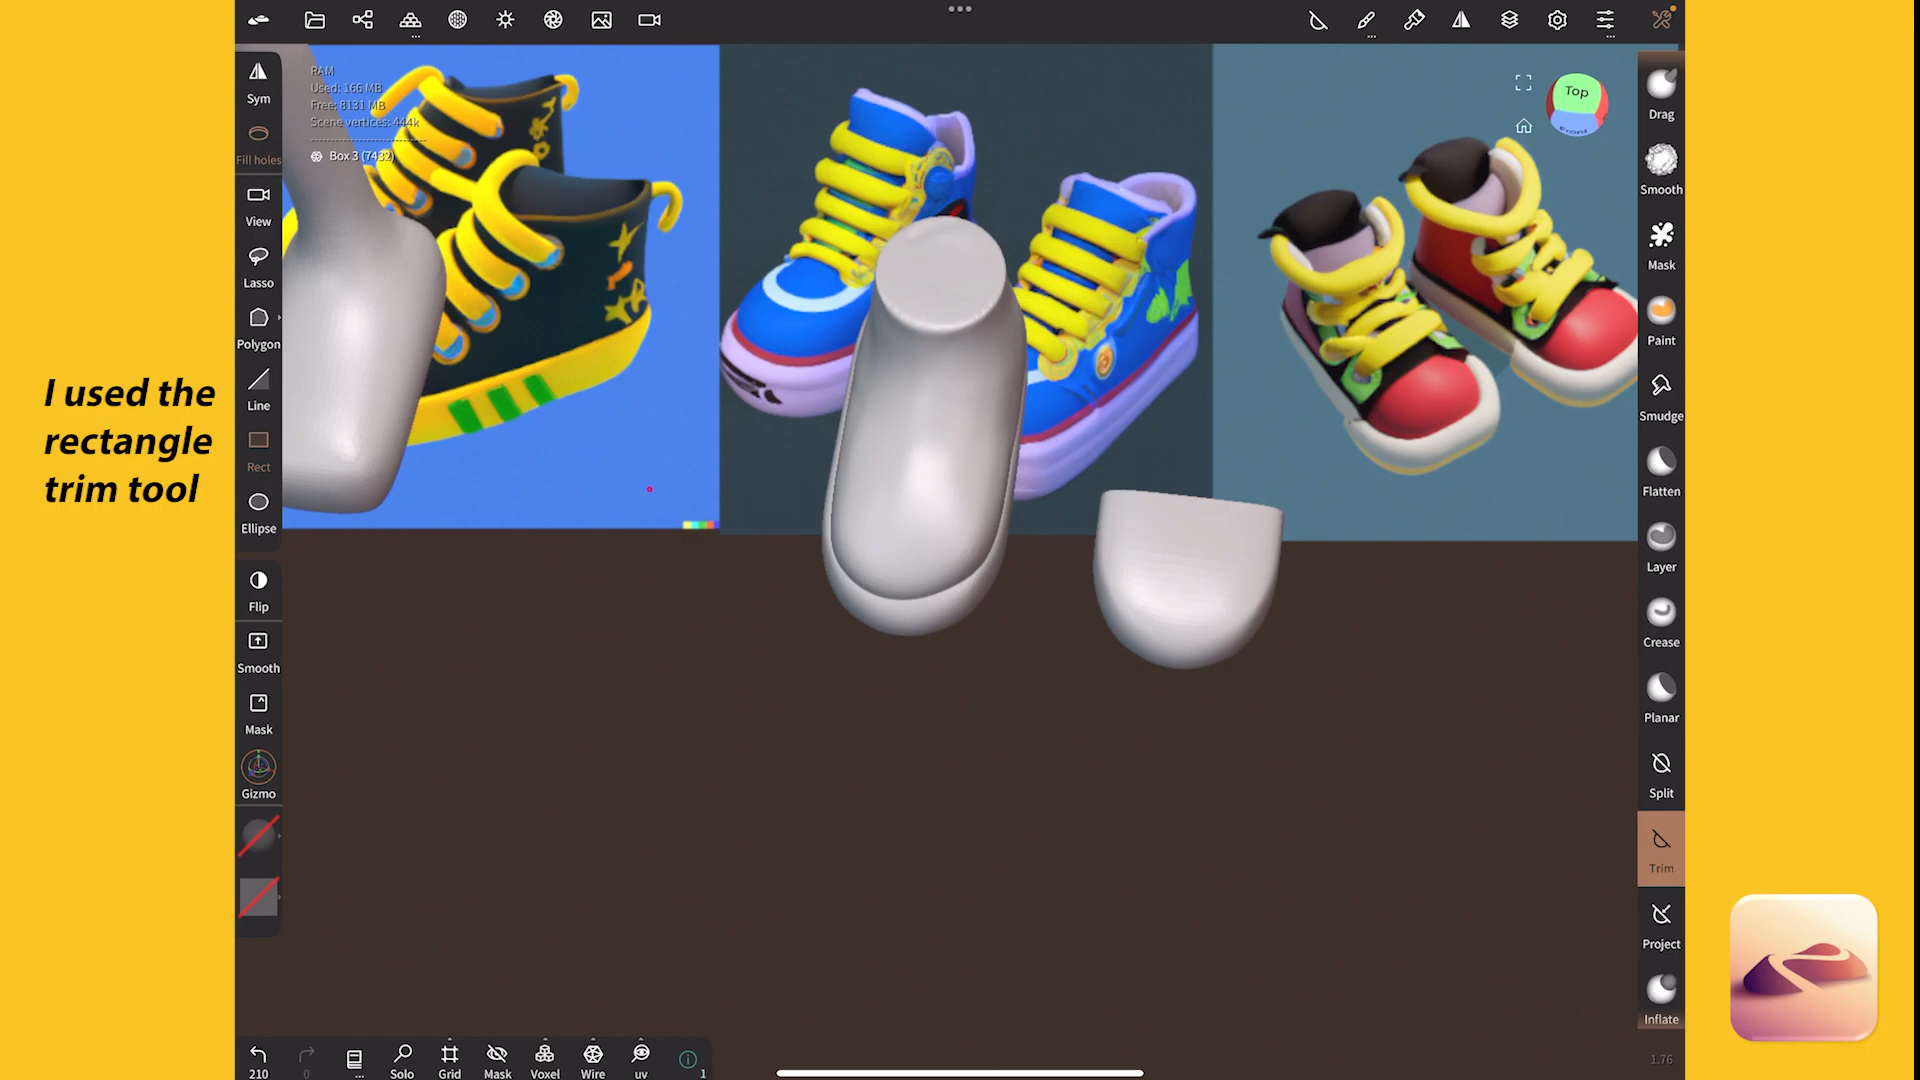 I used the
rectangle
trim tool
RAM
Used: 166 MB
Free: 8131 MB
Scene vertices: 444k
Box 3 (7432)
Sym
Fill holes
View
Lasso
Polygon
Line
Rect
Ellipse
Flip
Smooth
Mask
Gizmo
Top
Front
Drag
Smooth
Mask
Paint
Smudge
Flatten
Layer
Crease
Planar
Split
Trim
Project
Inflate
1.76
210
0
Solo
Grid
Mask
Voxel
Wire
uv
1